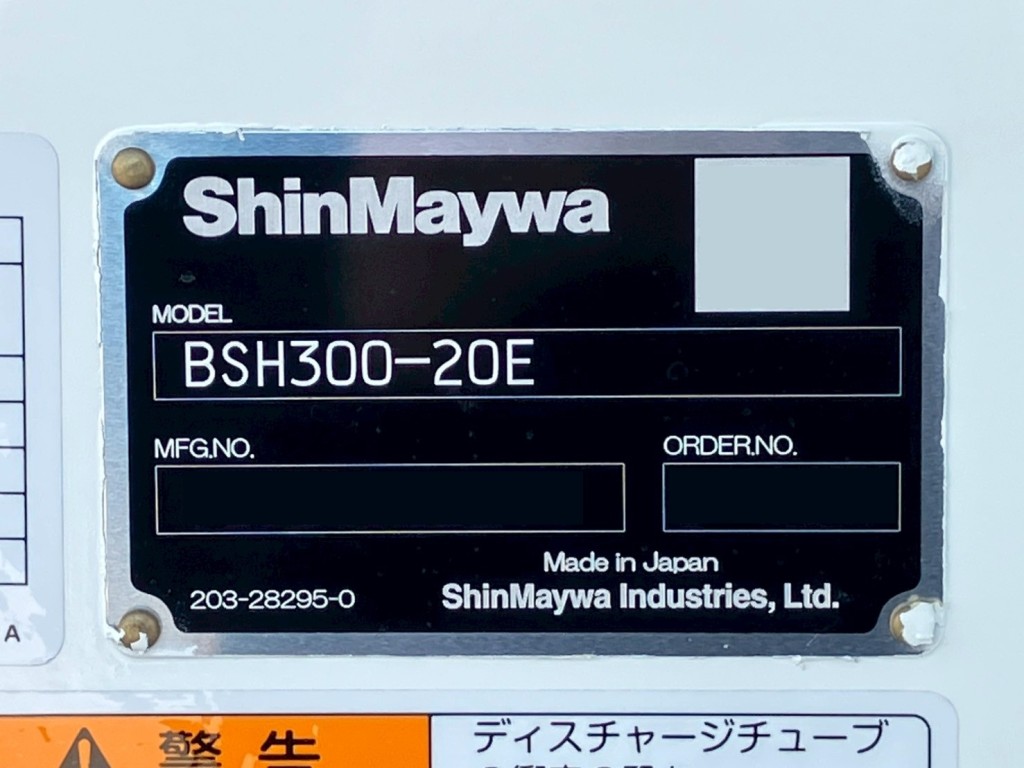 ShinMaywa
MODEL
BSH300-20E
MFG.NO.
ORDER.NO.
Made in Japan
203-28295-0
ShinMaywa Industries, Ltd.
A
警告
ディスチャージチューブ